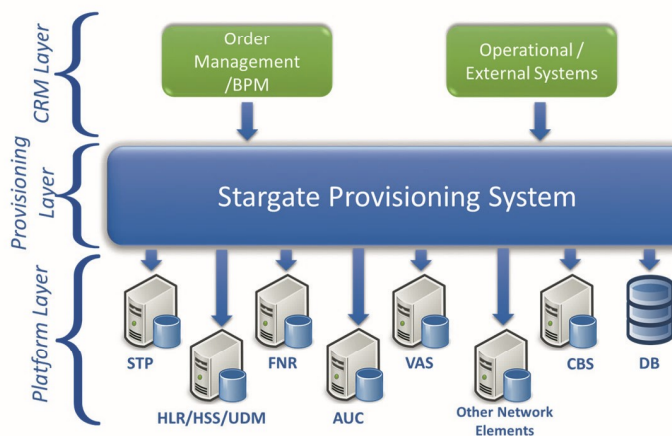 CRM Layer
Order
Management
/BPM
Operational /
External Systems
Provisioning
Layer
Stargate Provisioning System
Platform Layer
STP
FNR
VAS
CBS
DB
HLR/HSS/UDM
AUC
Other Network
Elements